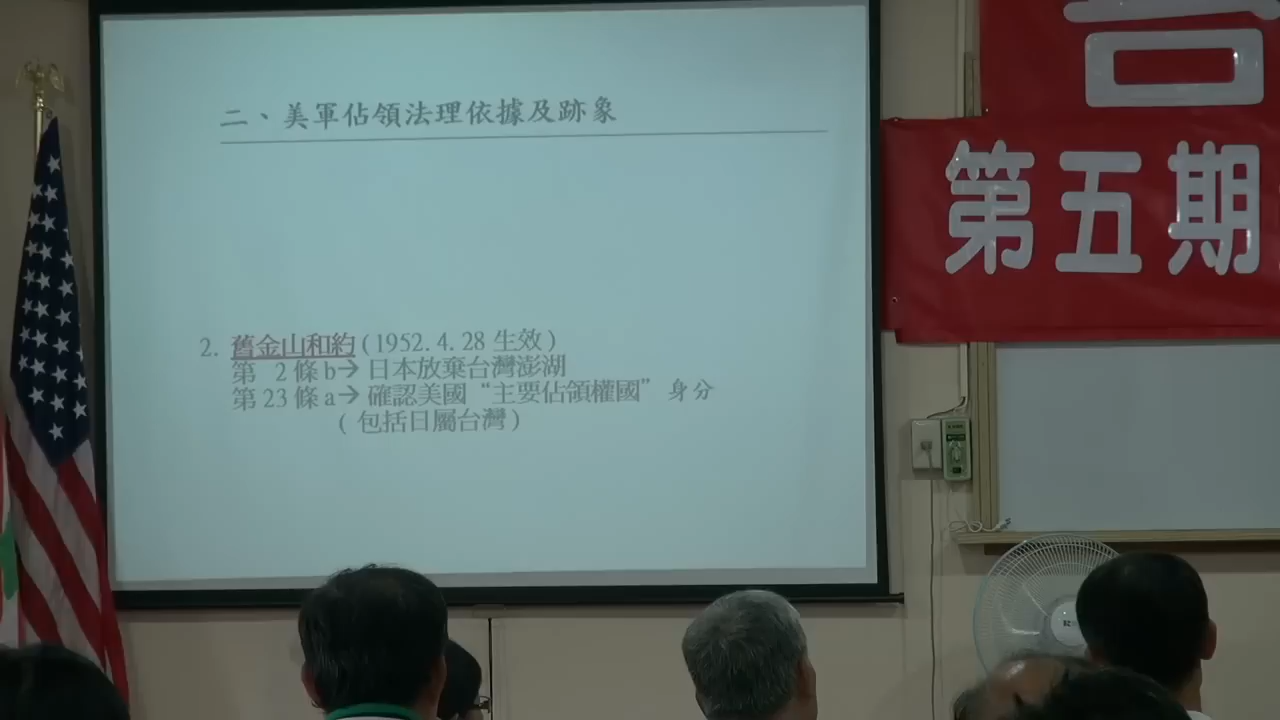 二、美軍佔領法理依據及跡象
2. 舊金山和約(1952.4.28 生效)
第 2 條 b→ 日本放棄台灣澎湖
第 23 條 a→ 確認美國“主要佔領權國” 身分
(包括日屬台灣)
第五期